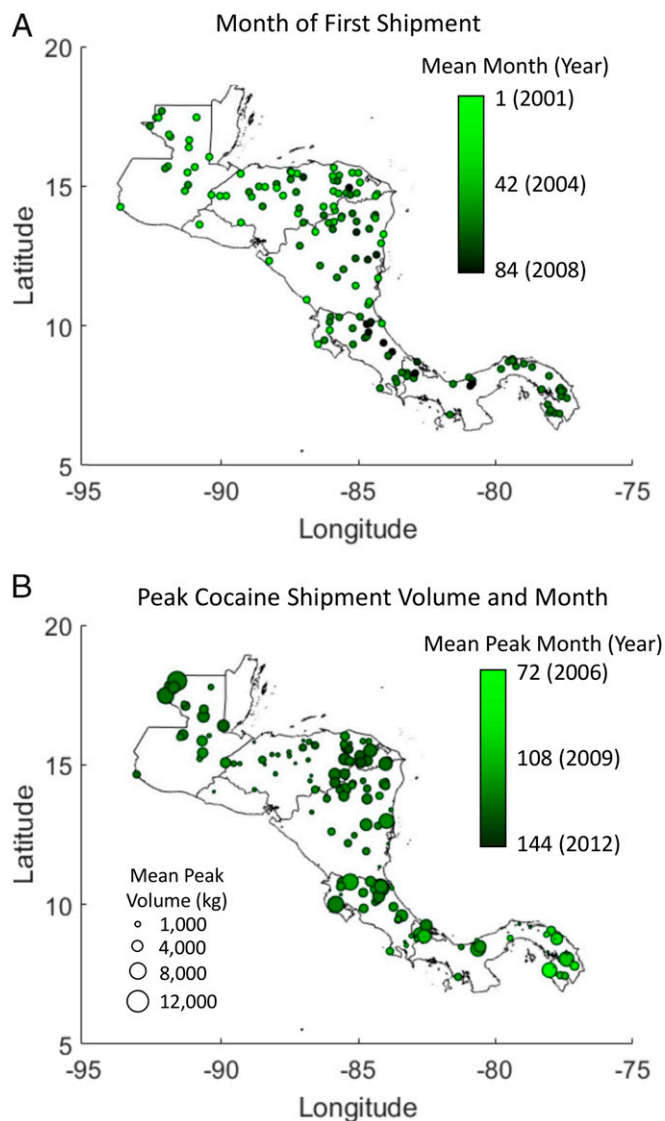 A
Month of First Shipment
Mean Month (Year)
1 (2001)
42 (2004)
84 (2008)
20
15
10
5
Latitude
-95
-90
-85
-80
-75
Longitude
B
Peak Cocaine Shipment Volume and Month
Mean Peak Month (Year)
72 (2006)
108 (2009)
144 (2012)
20
15
10
5
Latitude
Mean Peak
Volume (kg)
1,000
4,000
8,000
12,000
-95
-90
-85
-80
-75
Longitude